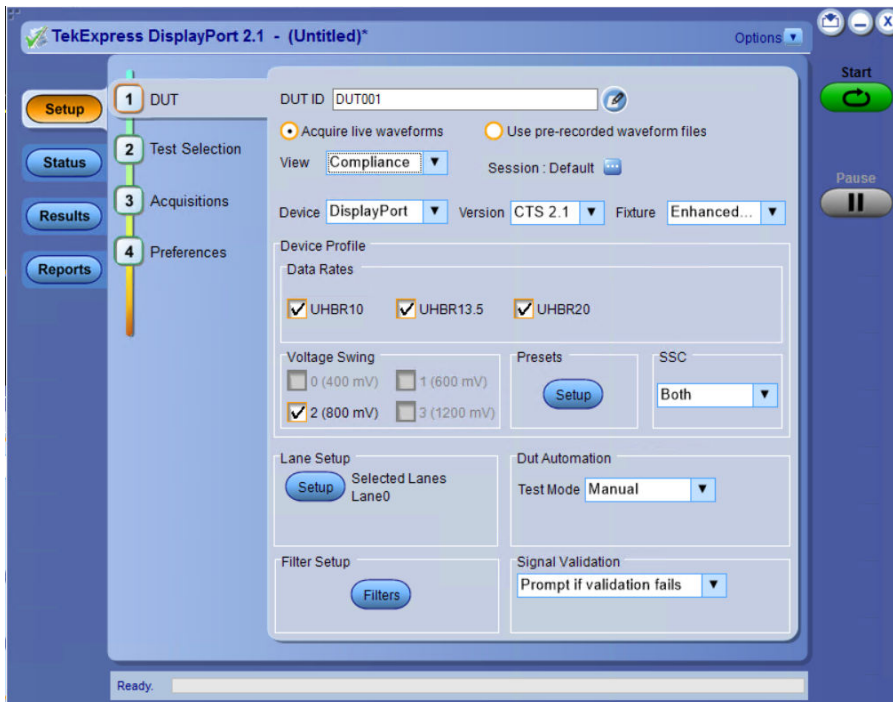 TekExpress DisplayPort 2.1 - (Untitled)*
Options
Start
Pause
Setup
Status
Results
Reports
1 DUT
2 Test Selection
3 Acquisitions
4 Preferences
DUT ID DUT001
Acquire live waveforms Use pre-recorded waveform files
View Compliance Session : Default
Device DisplayPort Version CTS 2.1 Fixture Enhanced...
Device Profile
Data Rates
UHBR10 UHBR13.5 UHBR20
Voltage Swing
0 (400 mV) 1 (600 mV)
2 (800 mV) 3 (1200 mV)
Presets
Setup
SSC
Both
Lane Setup
Setup Selected Lanes
Lane0
Dut Automation
Test Mode Manual
Filter Setup
Filters
Signal Validation
Prompt if validation fails
Ready.